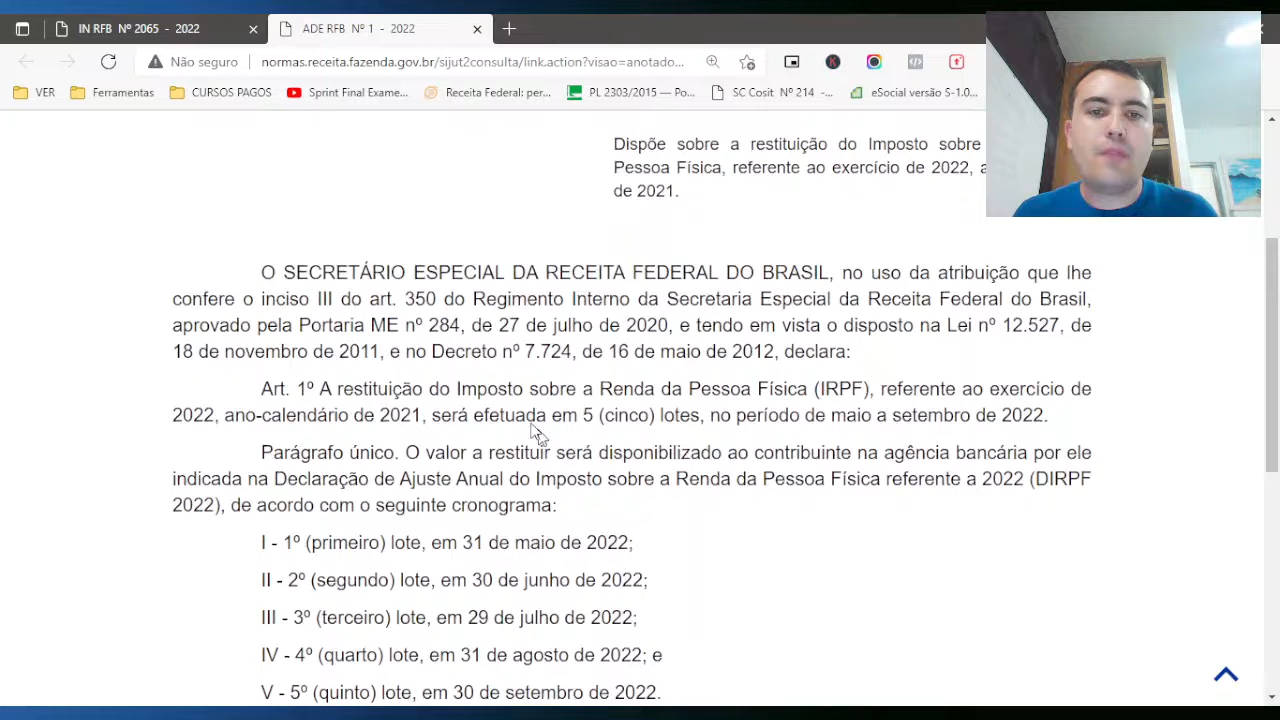 IN RFB Nº 2065 - 2022
ADE RFB Nº 1 - 2022
Não seguro
normas.receita.fazenda.gov.br/sijut2consulta/link.action?visao=anotado...
VER
Ferramentas
CURSOS PAGOS
Sprint Final Exame...
Receita Federal: per...
PL 2303/2015 — Po...
SC Cosit Nº 214 -...
eSocial versão S-1.0...
Dispõe sobre a restituição do Imposto sobre
Pessoa Física, referente ao exercício de 2022, a
de 2021.
O SECRETÁRIO ESPECIAL DA RECEITA FEDERAL DO BRASIL, no uso da atribuição que lhe
confere o inciso III do art. 350 do Regimento Interno da Secretaria Especial da Receita Federal do Brasil,
aprovado pela Portaria ME nº 284, de 27 de julho de 2020, e tendo em vista o disposto na Lei nº 12.527, de
18 de novembro de 2011, e no Decreto nº 7.724, de 16 de maio de 2012, declara:
Art. 1º A restituição do Imposto sobre a Renda da Pessoa Física (IRPF), referente ao exercício de
2022, ano-calendário de 2021, será efetuada em 5 (cinco) lotes, no período de maio a setembro de 2022.
Parágrafo único. O valor a restituir será disponibilizado ao contribuinte na agência bancária por ele
indicada na Declaração de Ajuste Anual do Imposto sobre a Renda da Pessoa Física referente a 2022 (DIRPF
2022), de acordo com o seguinte cronograma:
I - 1º (primeiro) lote, em 31 de maio de 2022;
II - 2º (segundo) lote, em 30 de junho de 2022;
III - 3º (terceiro) lote, em 29 de julho de 2022;
IV - 4º (quarto) lote, em 31 de agosto de 2022; e
V - 5º (quinto) lote, em 30 de setembro de 2022.